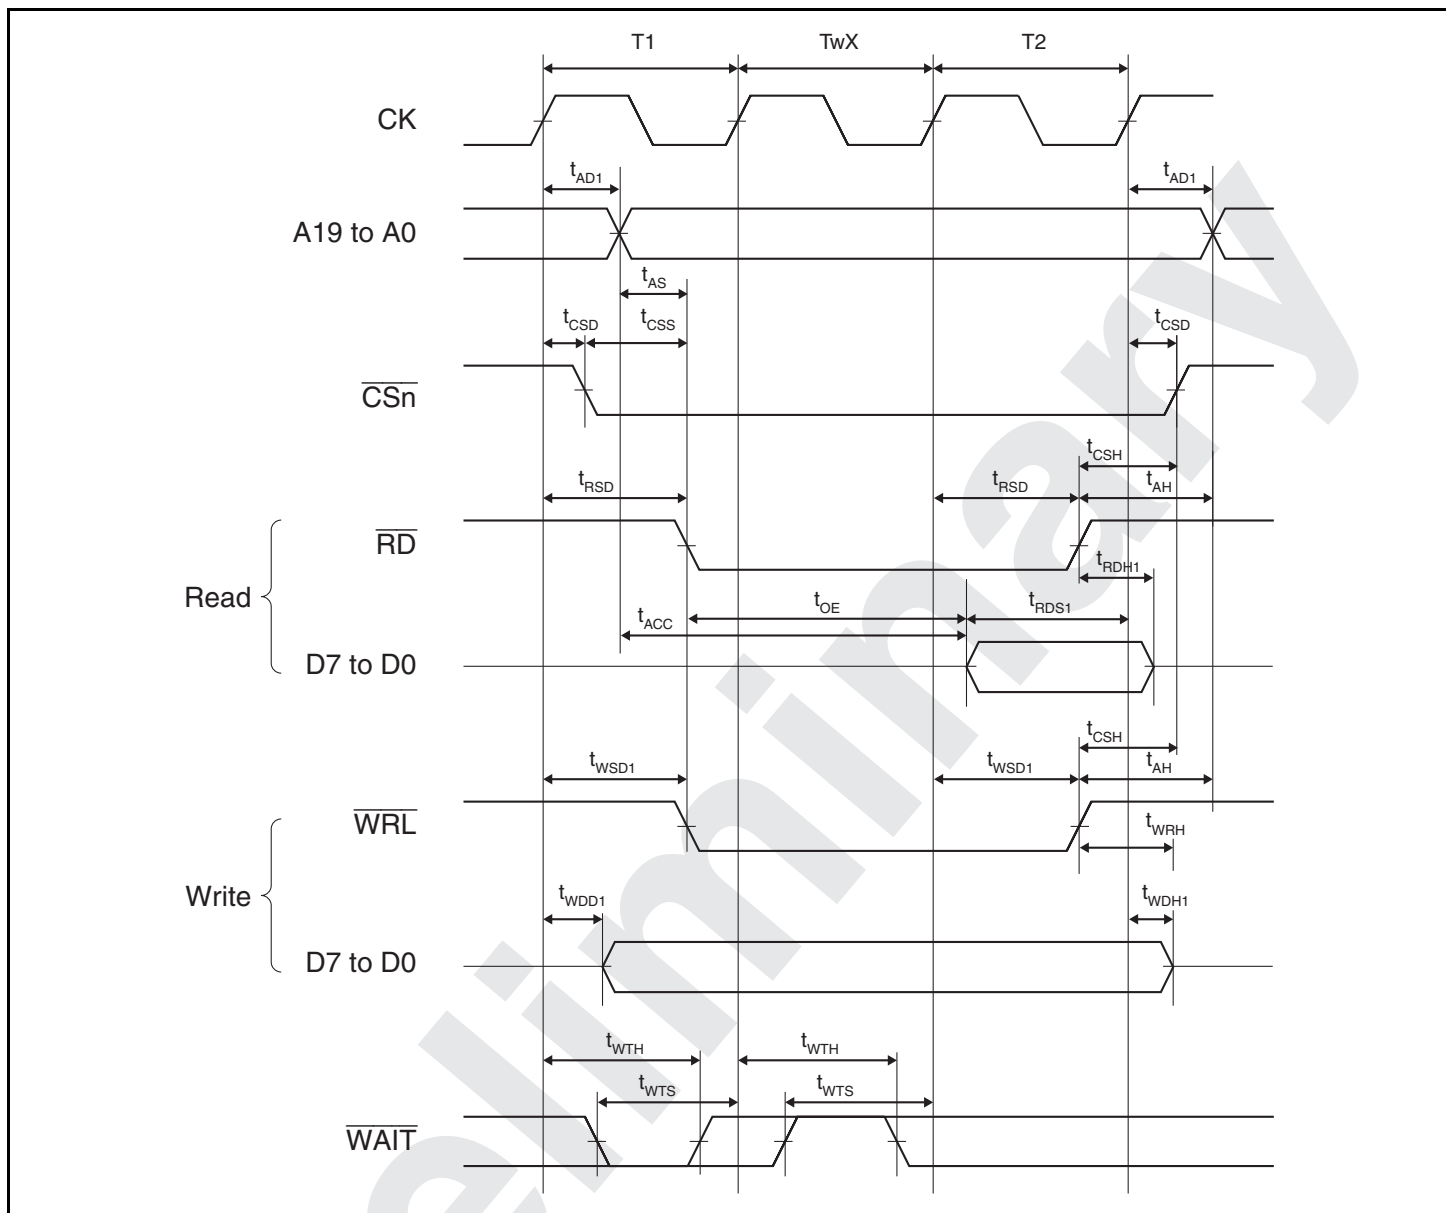 T1 TwX T2
CK
tAD1 tAD1
A19 to A0
tAS
tCSD tCSS tCSD
CSn
tCSH
tRSD tRSD tAH
RD
tRDH1
Read
tOE tRDS1
tACC
D7 to D0
tCSH
tWSD1 tWSD1 tAH
WRL
tWRH
Write
tWDD1 tWDH1
D7 to D0
tWTH tWTH
tWTS tWTS
WAIT
eliminary